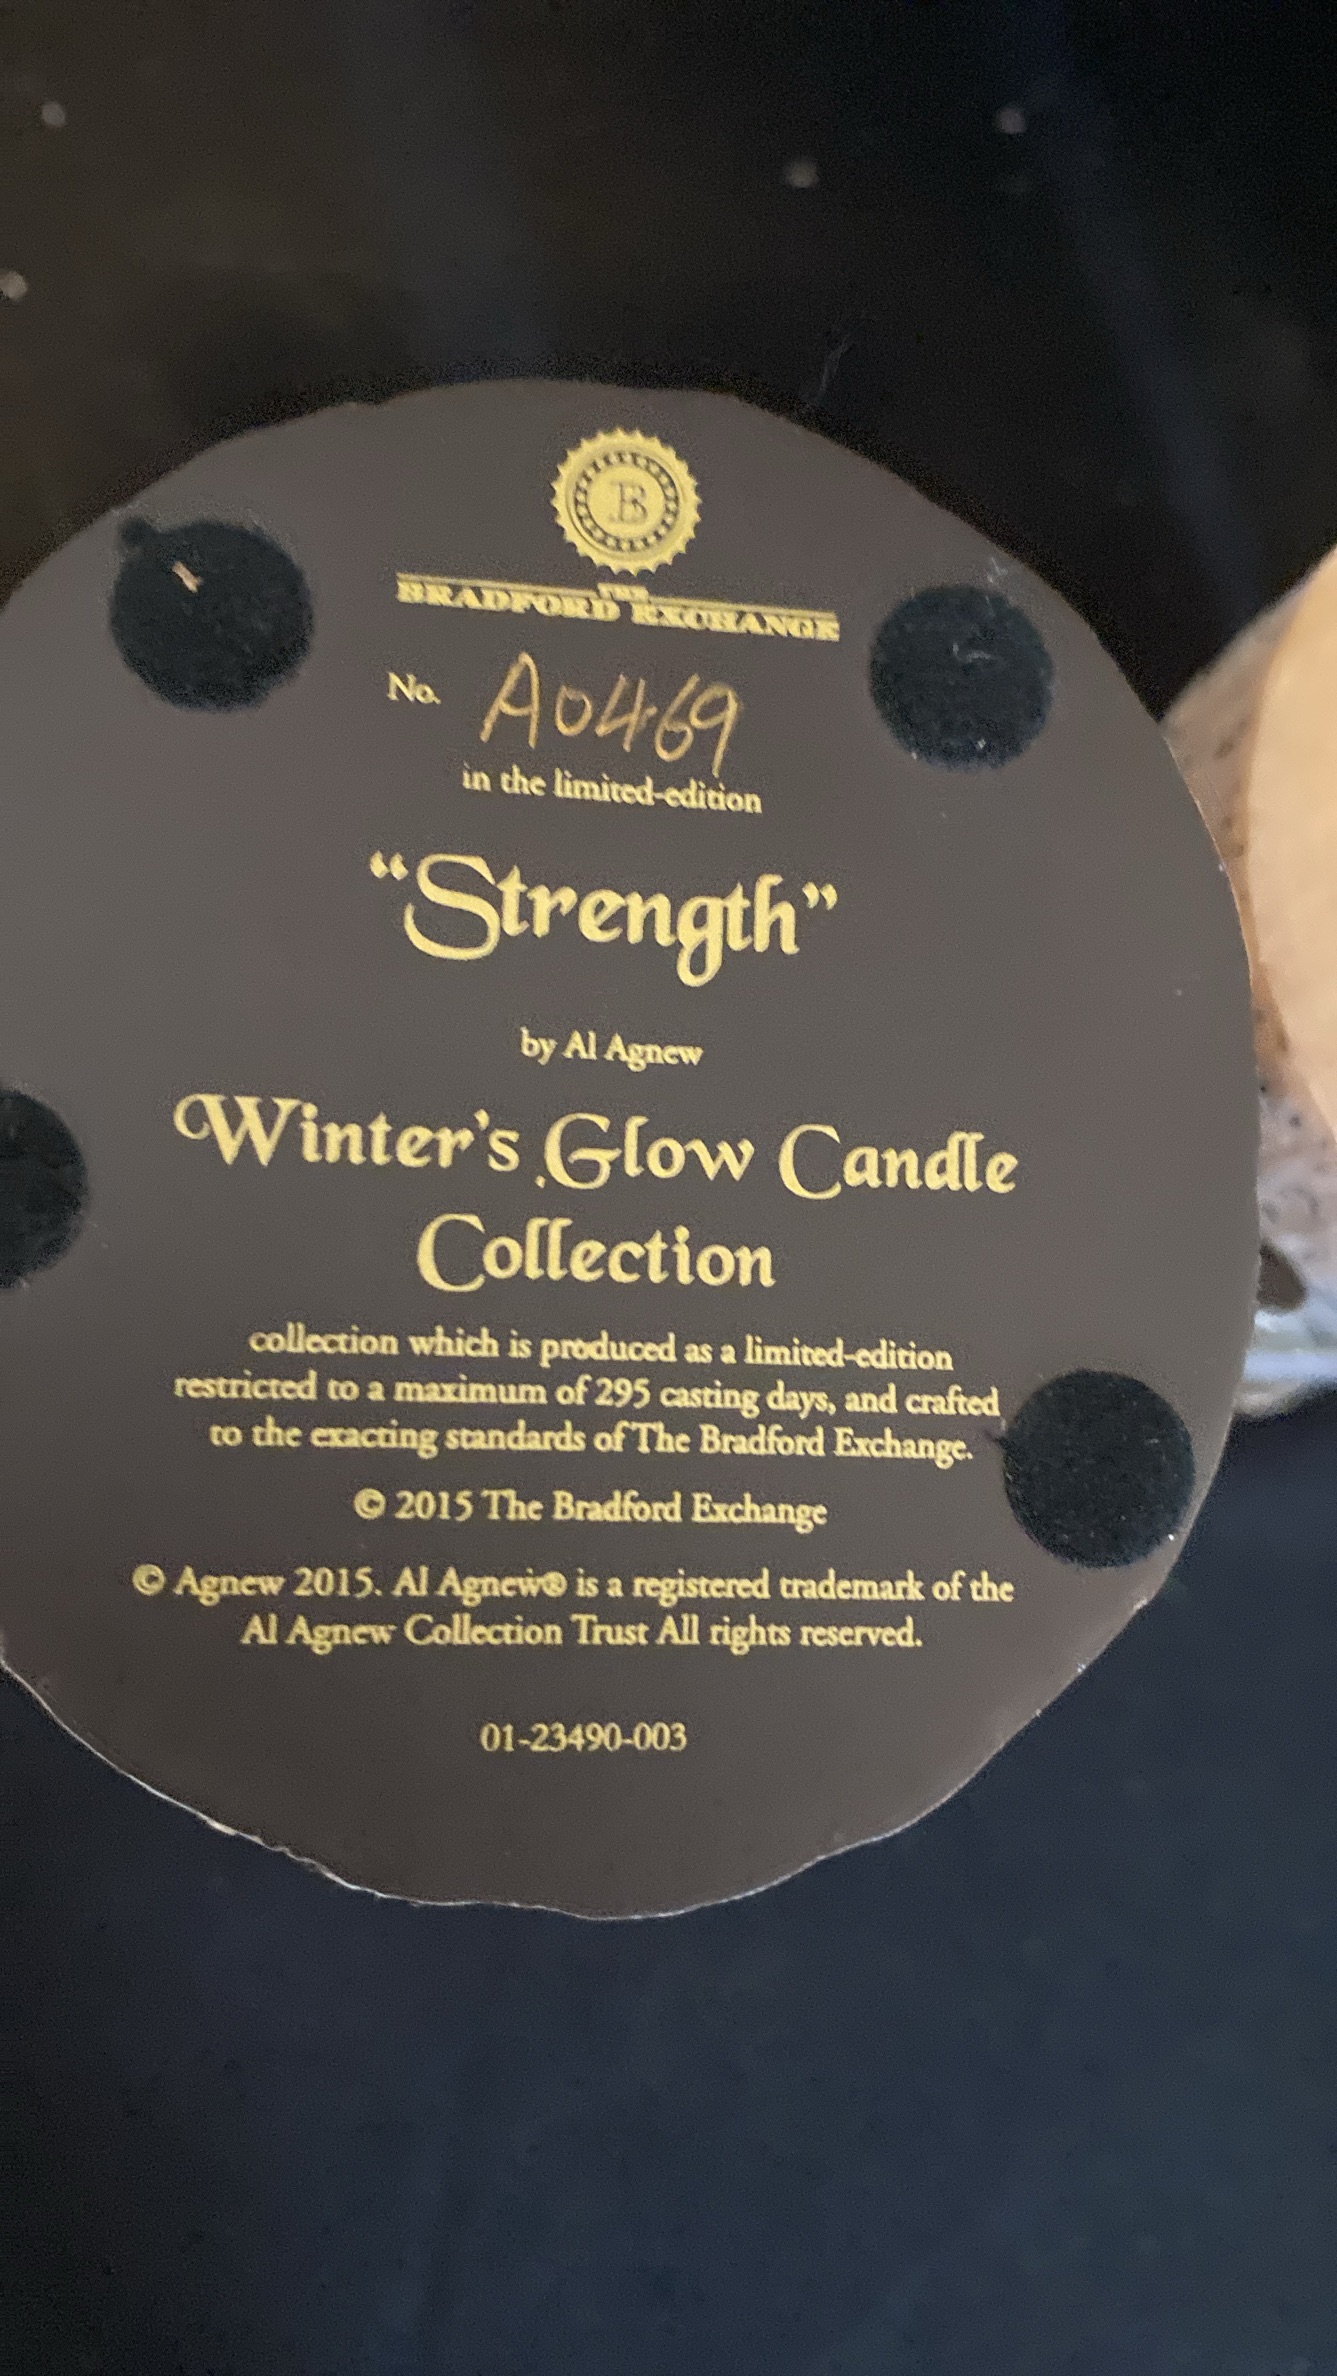 B
THE
BRADFORD EXCHANGE
No. A0469
in the limited-edition
“Strength”
by Al Agnew
Winter's Glow Candle
Collection
collection which is produced as a limited-edition
restricted to a maximum of 295 casting days, and crafted
to the exacting standards of The Bradford Exchange.
© 2015 The Bradford Exchange
© Agnew 2015. Al Agnew® is a registered trademark of the
Al Agnew Collection Trust All rights reserved.
01-23490-003